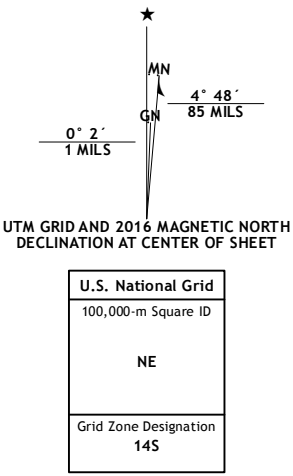 ★
MN
4° 48´
85 MILS
GN
0° 2´
1 MILS
UTM GRID AND 2016 MAGNETIC NORTH
DECLINATION AT CENTER OF SHEET
U.S. National Grid
100,000-m Square ID
NE
Grid Zone Designation
14S